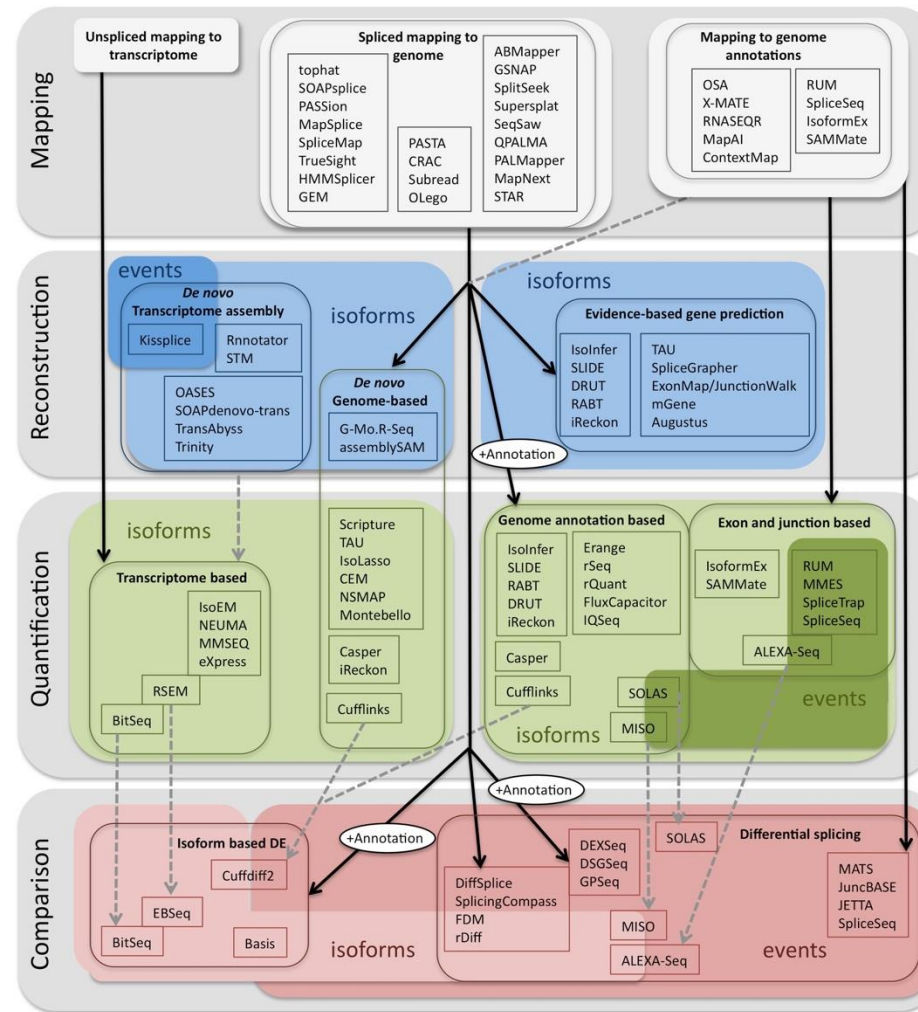 Mapping
Unspliced mapping to
transcriptome
Spliced mapping to
genome
tophat
SOAPsplice
PASSion
MapSplice
SpliceMap
TrueSight
HMMSplicer
GEM
PASTA
CRAC
Subread
OLego
ABMapper
GSNAP
SplitSeek
Supersplat
SeqSaw
QPALMA
PALMapper
MapNext
STAR
Mapping to genome
annotations
OSA
X-MATE
RNASEQR
MapAI
ContextMap
RUM
SpliceSeq
IsoformEx
SAMMate
Reconstruction
events
De novo
Transcriptome assembly
isoforms
Kissplice
Rnnotator
STM
OASES
SOAPdenovo-trans
TransAbyss
Trinity
De novo
Genome-based
G-Mo.R-Seq
assemblySAM
isoforms
Evidence-based gene prediction
IsoInfer
SLIDE
DRUT
RABT
iReckon
TAU
SpliceGrapher
ExonMap/JunctionWalk
mGene
Augustus
+Annotation
Quantification
isoforms
Transcriptome based
IsoEM
NEUMA
MMSEQ
eXpress
RSEM
BitSeq
Scripture
TAU
IsoLasso
CEM
NSMAP
Montebello
Casper
iReckon
Cufflinks
Genome annotation based
IsoInfer
SLIDE
RABT
DRUT
iReckon
Erange
rSeq
rQuant
FluxCapacitor
IQSeq
Casper
Cufflinks
SOLAS
MISO
isoforms
Exon and junction based
IsoformEx
SAMMate
RUM
MMES
SpliceTrap
SpliceSeq
ALEXA-Seq
events
Comparison
+Annotation
+Annotation
Isoform based DE
Cuffdiff2
EBSeq
BitSeq
Basis
isoforms
DiffSplice
SplicingCompass
FDM
rDiff
DEXSeq
DSGSeq
GPSeq
SOLAS
Differential splicing
MATS
JuncBASE
JETTA
SpliceSeq
MISO
ALEXA-Seq
events